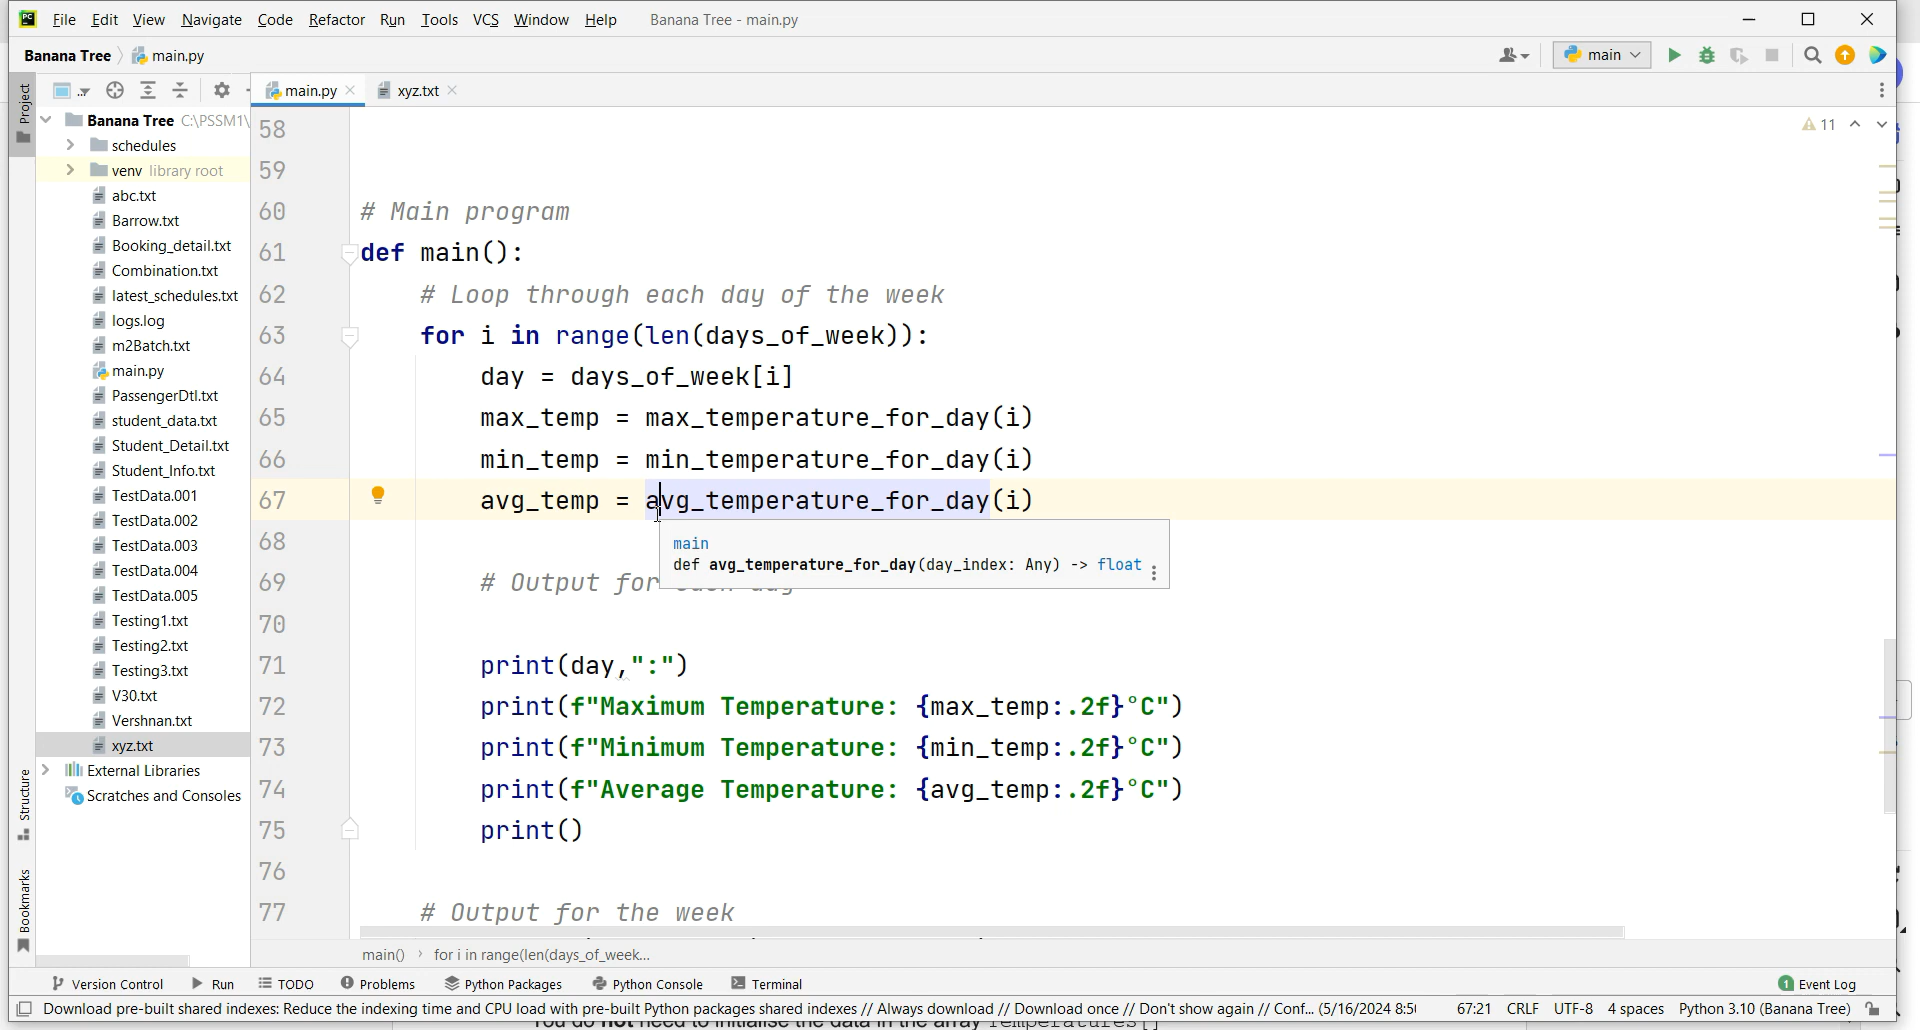 File Edit View Navigate Code Refactor Run Tools VCS Window Help Banana Tree - main.py
Banana Tree main.py main
main.py xyz.txt
Project
Structure
Bookmarks
Banana Tree C:\PSSM1\
schedules
venv library root
abc.txt
Barrow.txt
Booking_detail.txt
Combination.txt
latest_schedules.txt
logs.log
m2Batch.txt
main.py
PassengerDtl.txt
student_data.txt
Student_Detail.txt
Student_Info.txt
TestData.001
TestData.002
TestData.003
TestData.004
TestData.005
Testing1.txt
Testing2.txt
Testing3.txt
V30.txt
Vershnan.txt
xyz.txt
External Libraries
Scratches and Consoles
11
58
59
60 # Main program
61 def main():
62 # Loop through each day of the week
63 for i in range(len(days_of_week)):
64 day = days_of_week[i]
65 max_temp = max_temperature_for_day(i)
66 min_temp = min_temperature_for_day(i)
67 avg_temp = avg_temperature_for_day(i)
68
main
def avg_temperature_for_day(day_index: Any) -> float
69 # Output for each day
70
71 print(day,":")
72 print(f"Maximum Temperature: {max_temp:.2f}°C")
73 print(f"Minimum Temperature: {min_temp:.2f}°C")
74 print(f"Average Temperature: {avg_temp:.2f}°C")
75 print()
76
77 # Output for the week
main() for i in range(len(days_of_week...
Version Control Run TODO Problems Python Packages Python Console Terminal 1 Event Log
Download pre-built shared indexes: Reduce the indexing time and CPU load with pre-built Python packages shared indexes // Always download // Download once // Don't show again // Conf... (5/16/2024 8:5 67:21 CRLF UTF-8 4 spaces Python 3.10 (Banana Tree)
You do not need to initialise the data in the array Temperatures[]